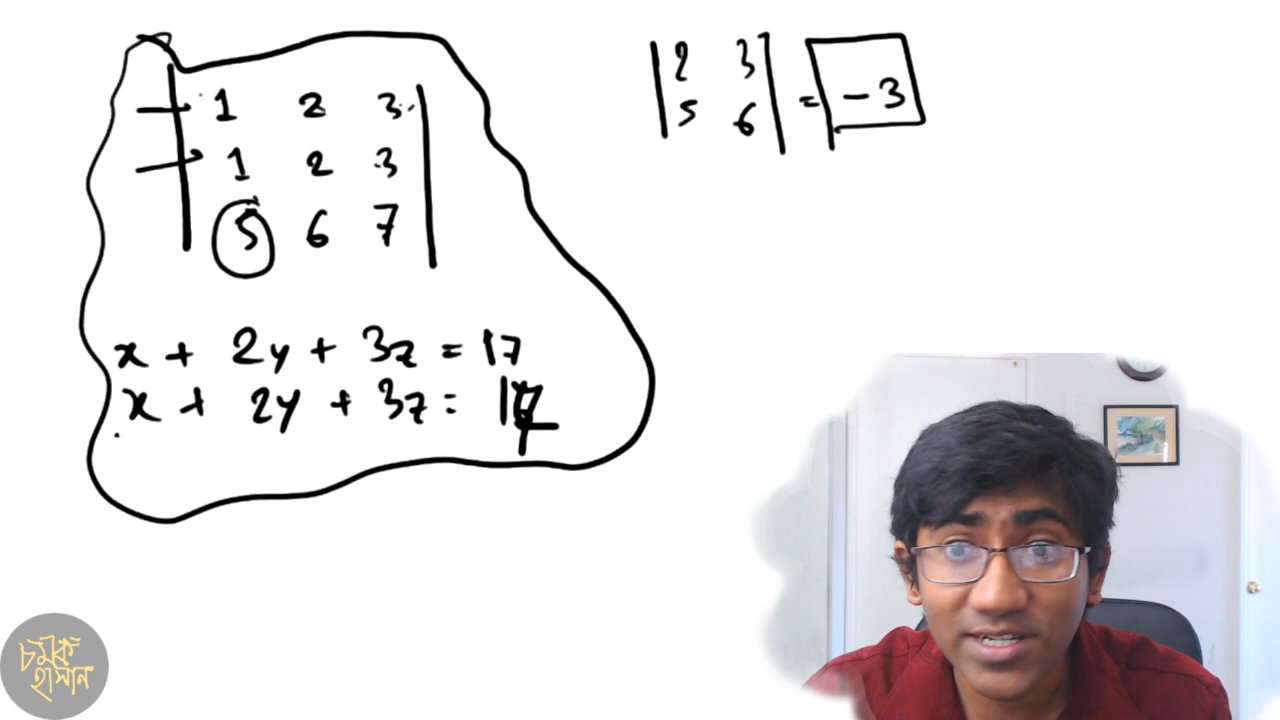 1 2 3
1 2 3
5 6 7
x + 2y + 3z = 17
x + 2y + 3z =
|2 3|
|5 6| = -3
চমক
হাসান